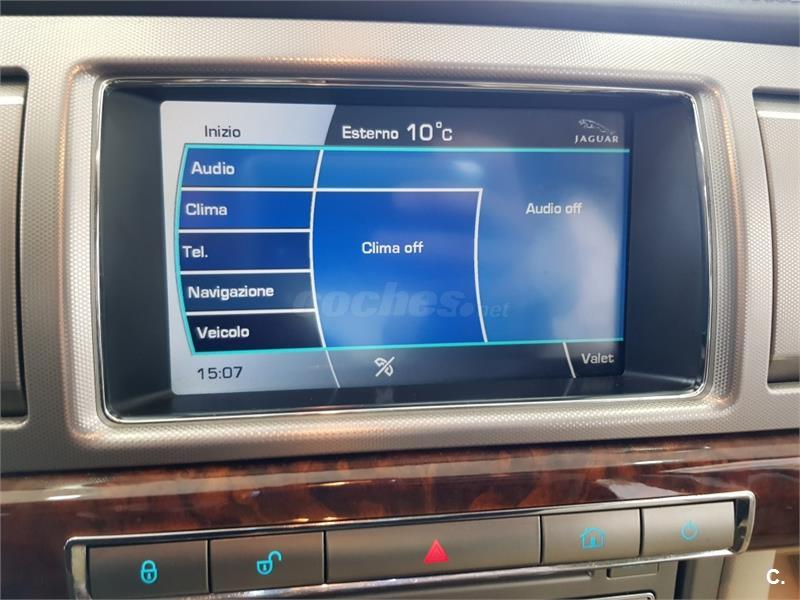 Inizio
Esterno 10°C
JAGUAR
Audio
Clima
Tel.
Navigazione
Veicolo
Clima off
Audio off
15:07
Valet
coches.net
C.